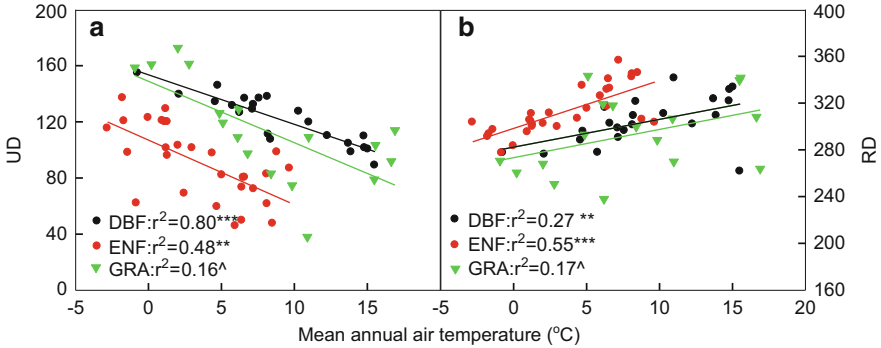 200
160
120
80
40
0
UD
a
DBF:r²=0.80***
ENF:r²=0.48**
GRA:r²=0.16^
-5
0
5
10
15
b
DBF:r²=0.27 **
ENF:r²=0.55***
GRA:r²=0.17^
-5
0
5
10
15
20
400
360
320
280
240
200
160
RD
Mean annual air temperature (°C)